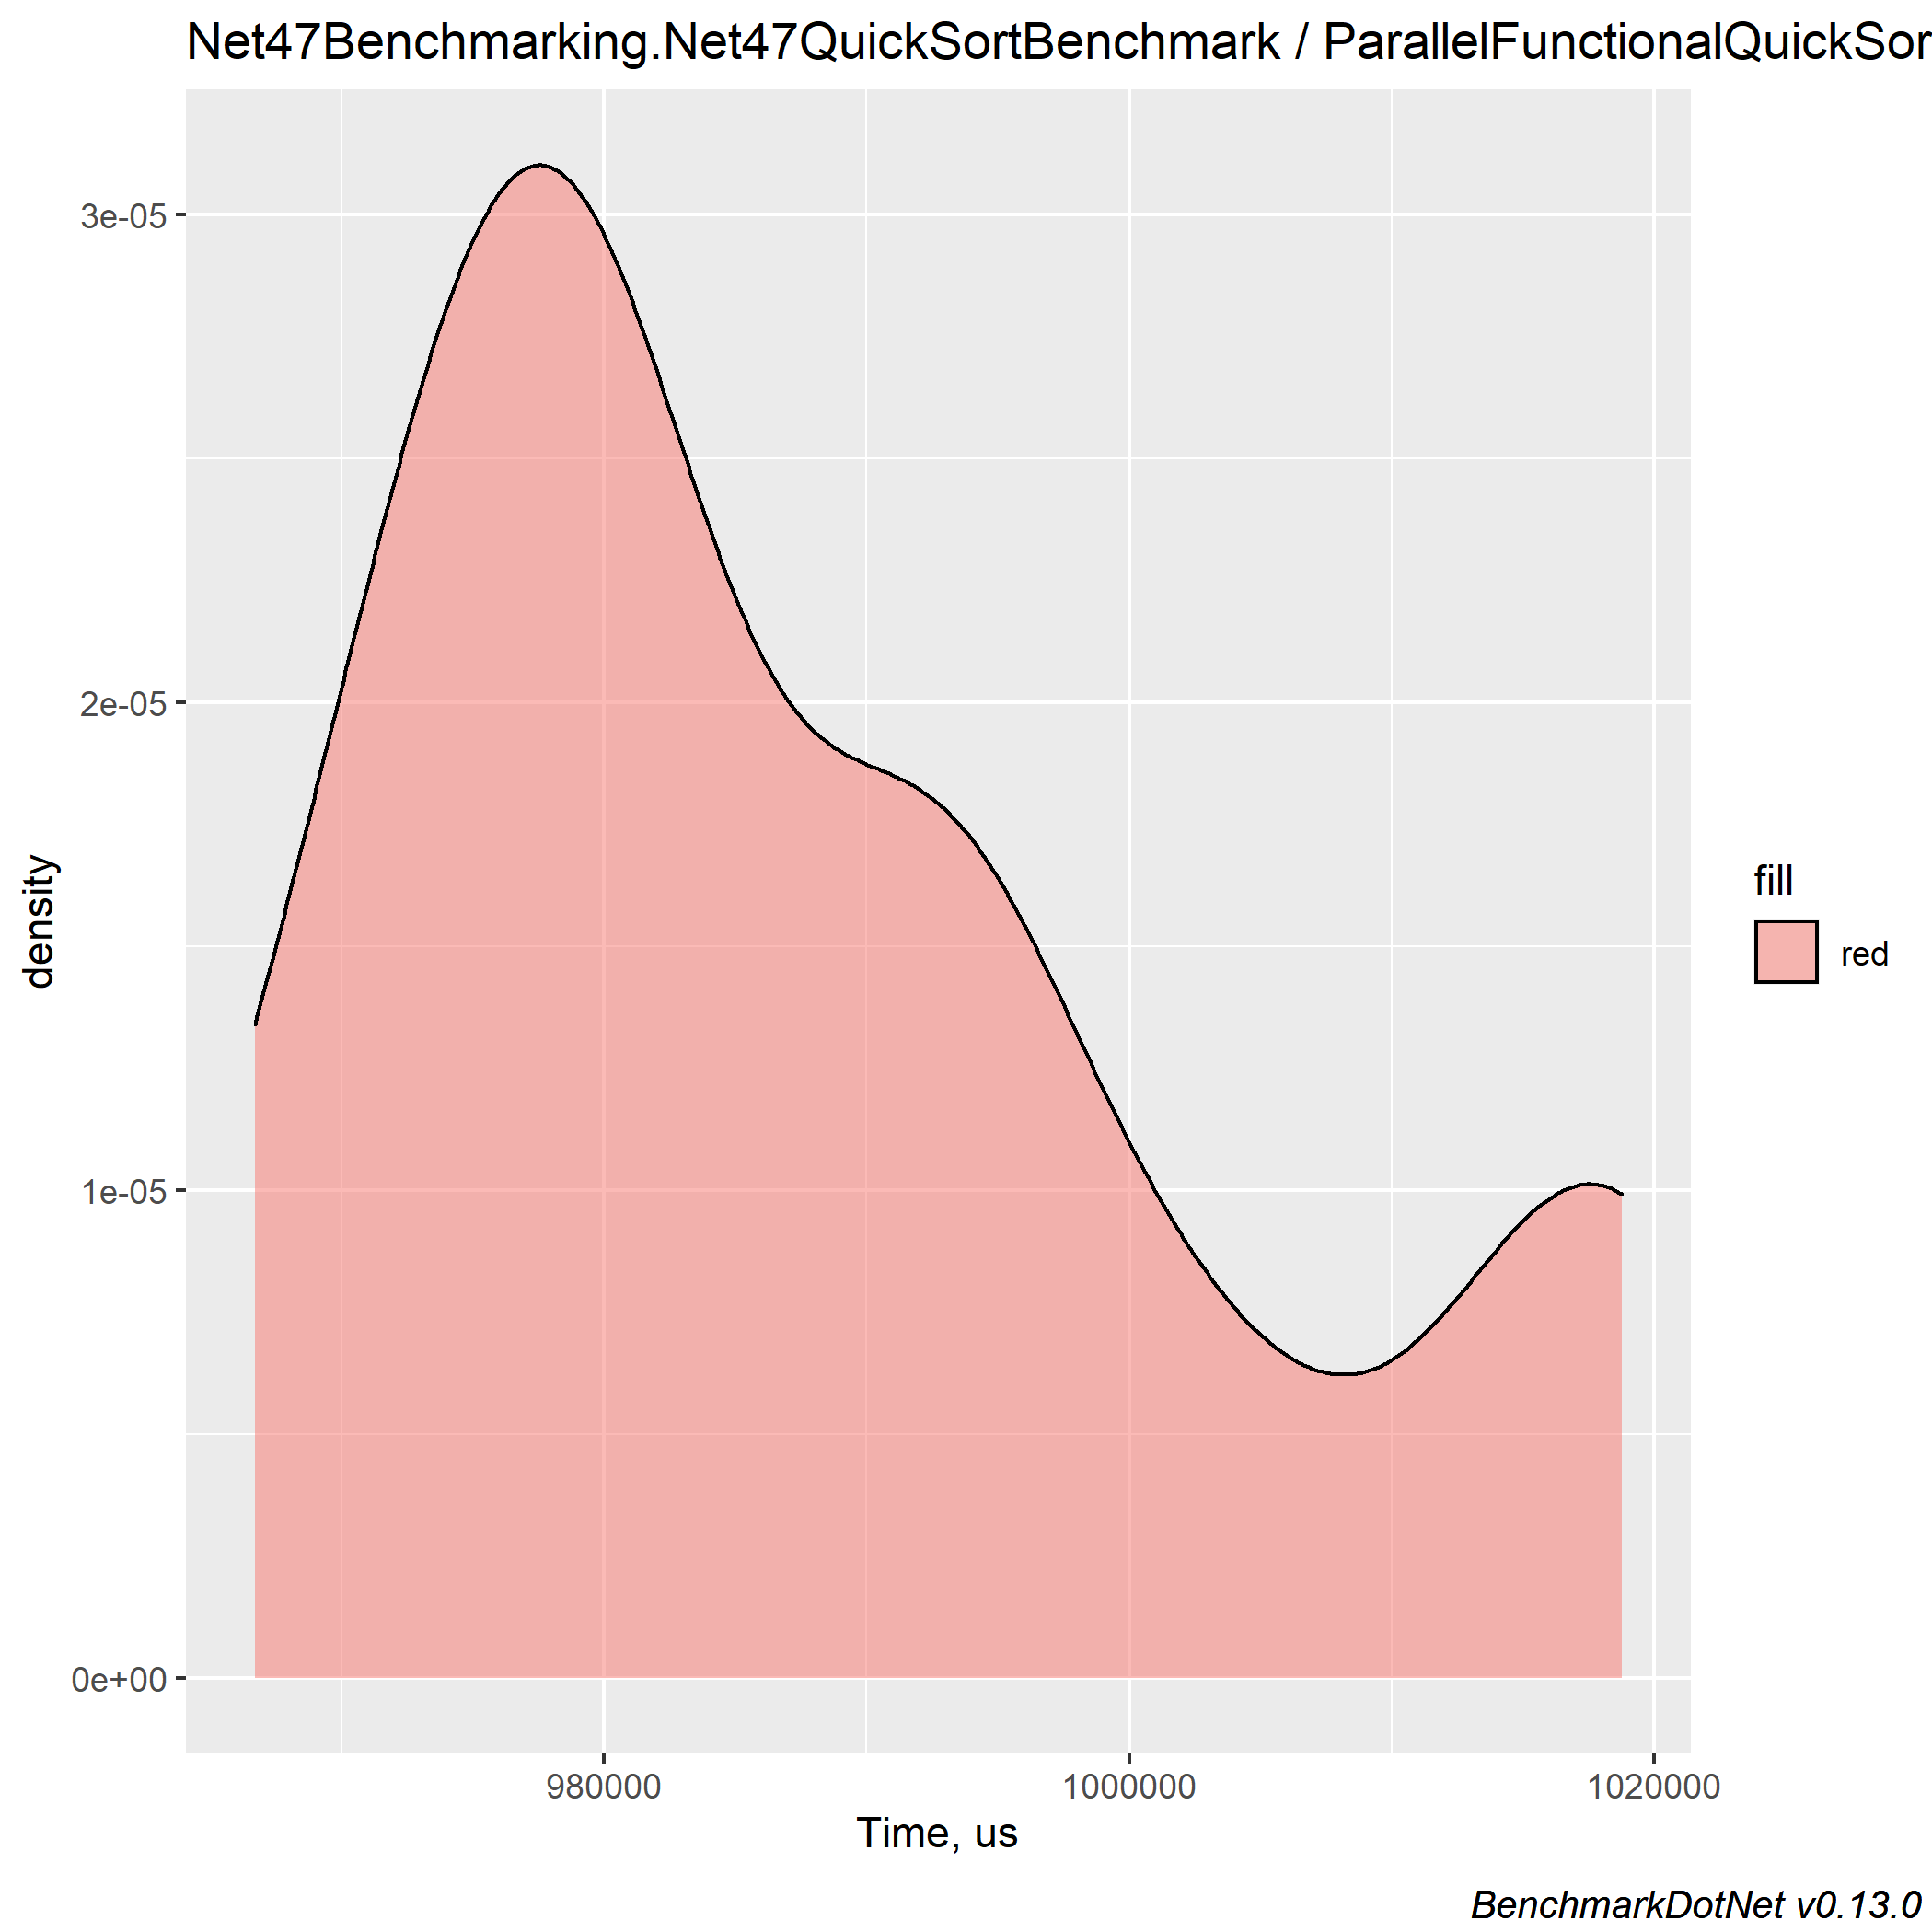 Net47Benchmarking.Net47QuickSortBenchmark / ParallelFunctionalQuickSor
3e-05
2e-05
1e-05
0e+00
density
980000
1000000
1020000
Time, us
fill
red
BenchmarkDotNet v0.13.0